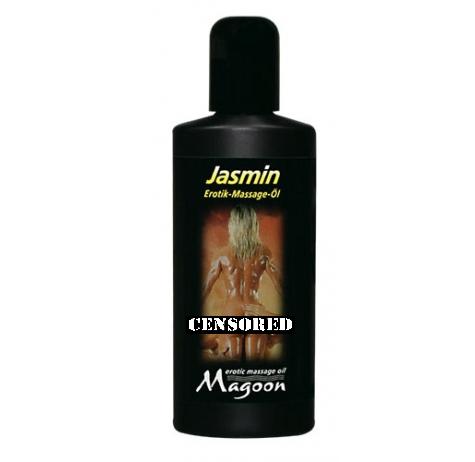 Jasmin
Erotik-Massage-Öl
CENSORED
erotic massage oil
Magoon